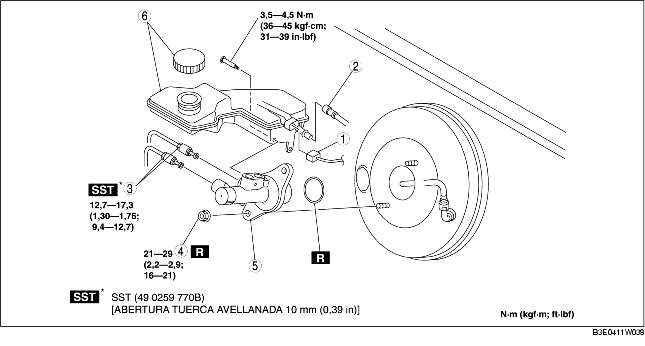 6
3,5—4,5 N·m
(36—45 kgf·cm;
31—39 in·lbf)
2
1
SST * 3
12,7—17,3
(1,30—1,76;
9,4—12,7)
21—29 4 R
(2,2—2,9;
16—21)
5
R
SST * SST (49 0259 770B)
[ABERTURA TUERCA AVELLANADA 10 mm (0,39 in)]
N·m (kgf·m; ft·lbf)
B3E0411W038